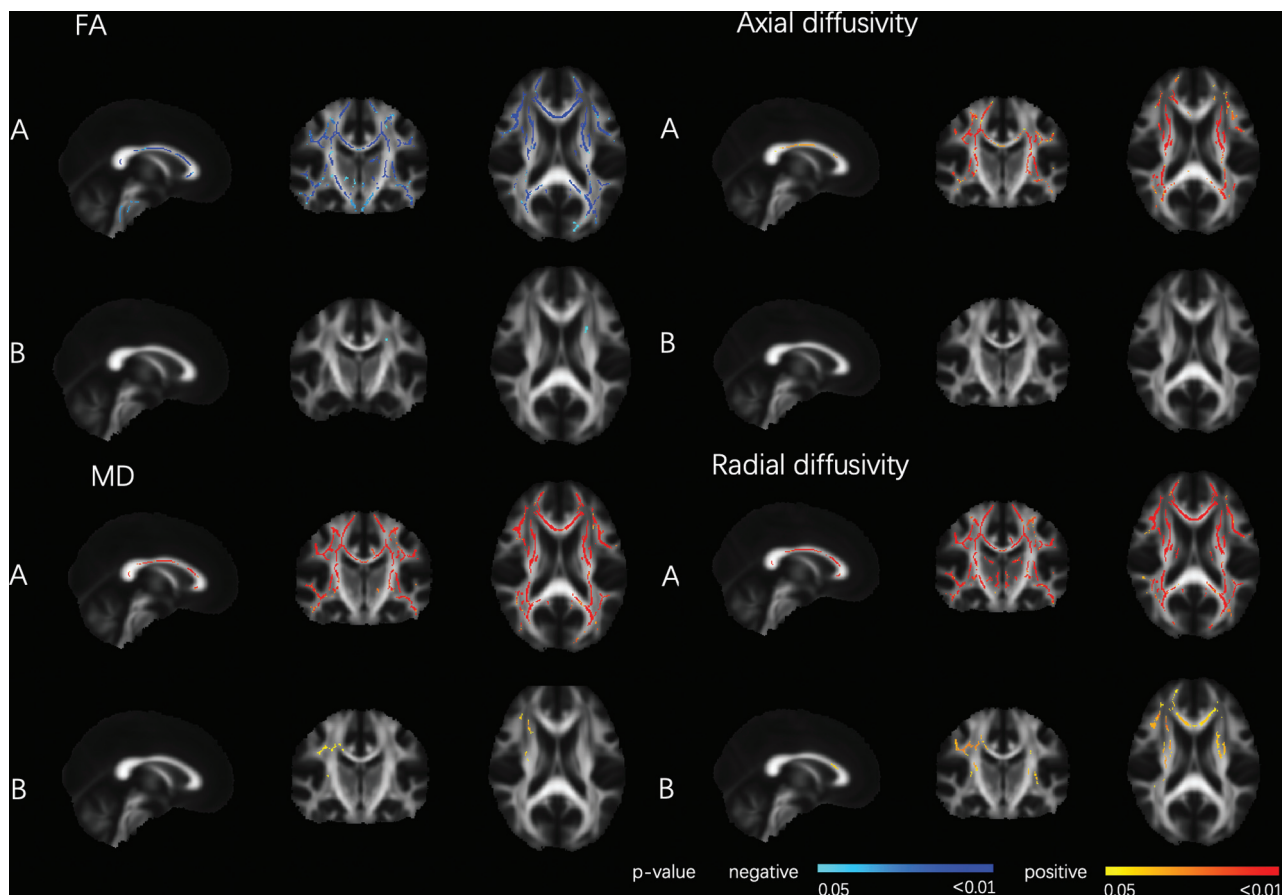 FA
Axial diffusivity
A
A
B
B
MD
Radial diffusivity
A
A
B
B
p-value negative positive
0.05 <0.01 0.05 <0.01